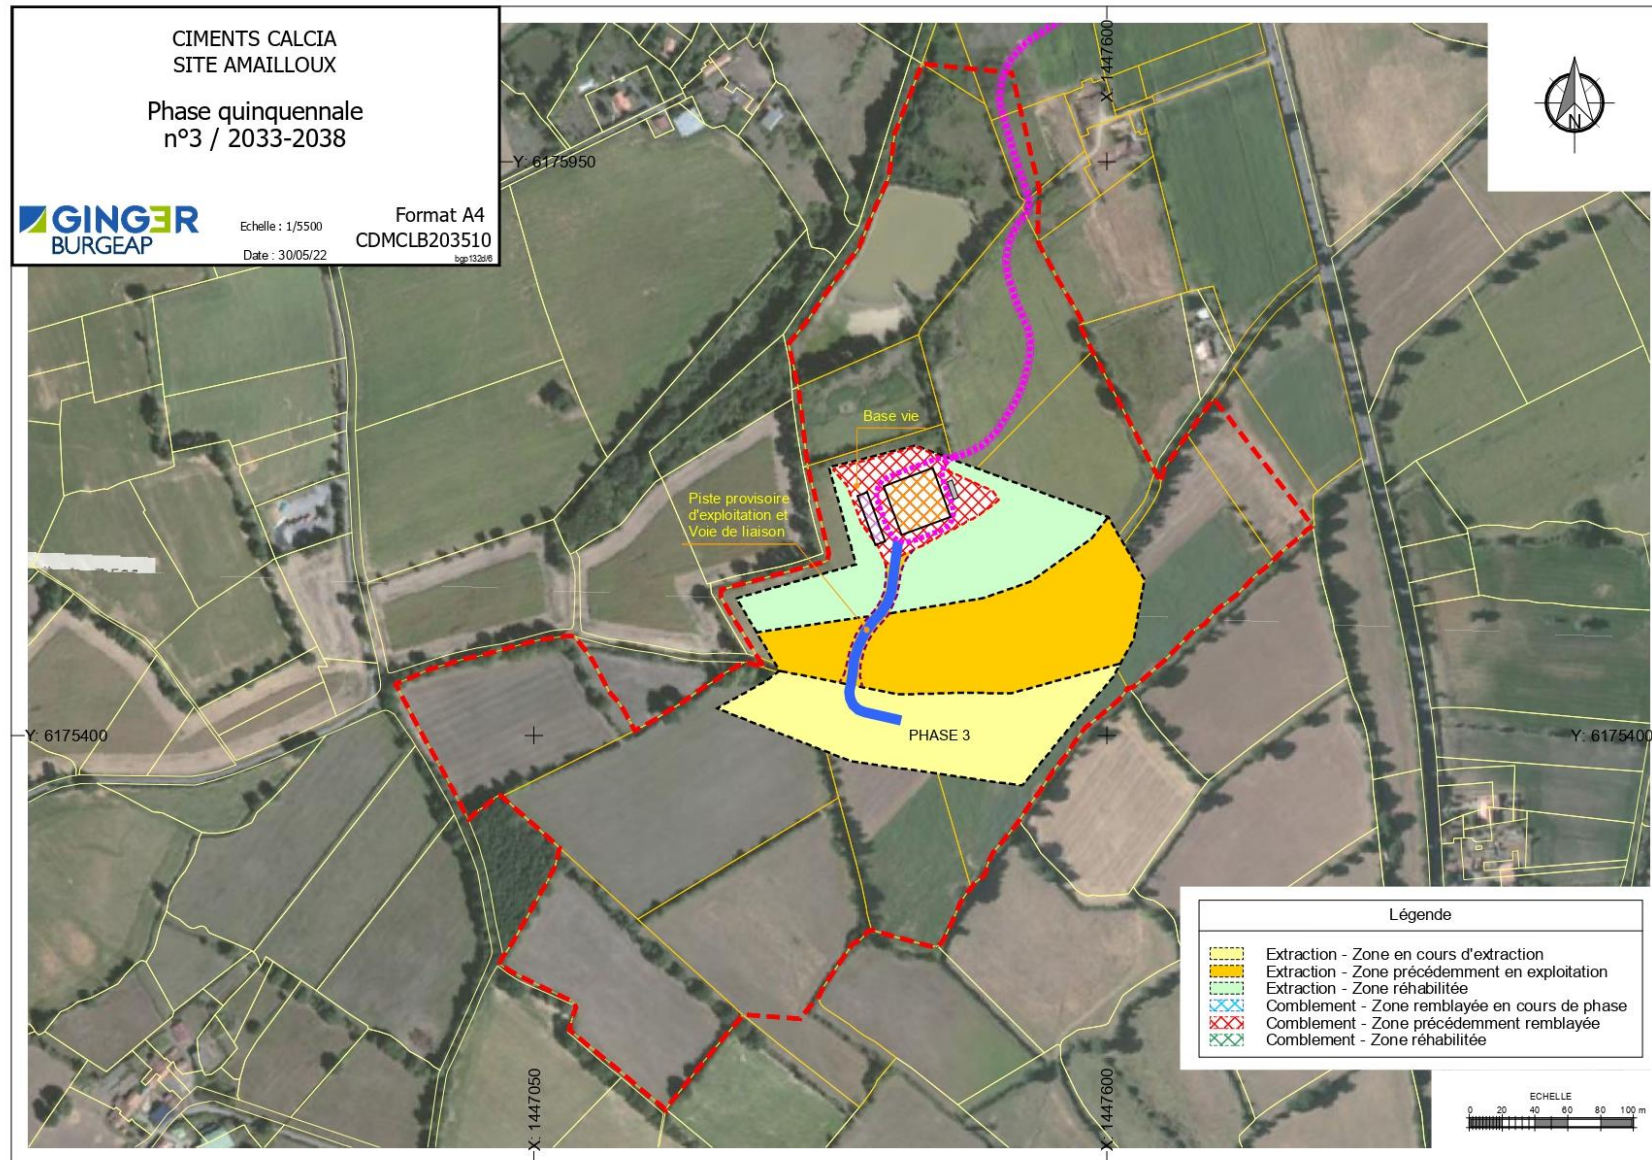 CIMENTS CALCIA
SITE AMAILLOUX
Phase quinquennale
n°3 / 2033-2038
GINGER
BURGEAP
Echelle : 1/5500
Date : 30/05/22
Format A4
CDMCLB203510
X: 1447600
N
Y: 6175950
Base vie
Piste provisoire
d'exploitation et
Voie de liaison
Y: 6175400
PHASE 3
Y: 6175400
Légende
Extraction - Zone en cours d'extraction
Extraction - Zone précédemment en exploitation
Extraction - Zone réhabilitée
Comblement - Zone remblayée en cours de phase
Comblement - Zone précédemment remblayée
Comblement - Zone réhabilitée
X: 1447050
X: 1447600
ECHELLE
0 20 40 60 80 100 m